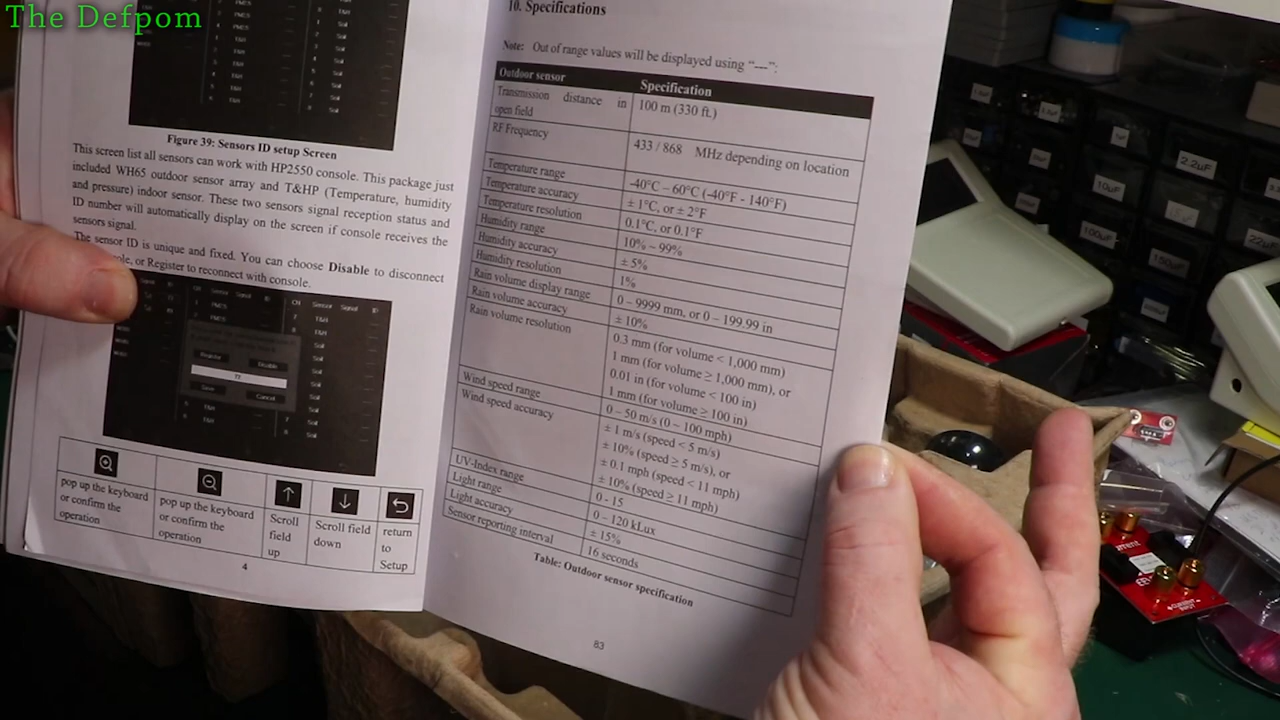 The Defpom
Figure 39: Sensors ID setup Screen
This screen list all sensors can work with HP2550 console. This package just
included WH65 outdoor sensor array and T&HP (Temperature, humidity
and pressure) indoor sensor. These two sensors signal reception status and
ID number will automatically display on the screen if console receives the
sensors signal.
The sensor ID is unique and fixed. You can choose Disable to disconnect
or Register to reconnect with console.
Register
Disable
Save
Cancel
pop up the keyboard
or confirm the
operation
pop up the keyboard
or confirm the
operation
Scroll
field
up
Scroll field
down
return
to
Setup
4
10. Specifications
Note: Out of range values will be displayed using “---”:
Outdoor sensor Specification
Transmission distance in
open field
100 m (330 ft.)
RF Frequency 433 / 868 MHz depending on location
Temperature range -40°C – 60°C (-40°F - 140°F)
Temperature accuracy ± 1°C, or ± 2°F
Temperature resolution 0.1°C, or 0.1°F
Humidity range 10% ~ 99%
Humidity accuracy ± 5%
Humidity resolution 1%
Rain volume display range 0 – 9999 mm, or 0 – 199.99 in
Rain volume accuracy ± 10%
Rain volume resolution 0.3 mm (for volume < 1,000 mm)
1 mm (for volume ≥ 1,000 mm), or
0.01 in (for volume < 100 in)
1 mm (for volume ≥ 100 in)
Wind speed range 0 – 50 m/s (0 ~ 100 mph)
Wind speed accuracy ± 1 m/s (speed < 5 m/s)
± 10% (speed ≥ 5 m/s), or
± 0.1 mph (speed < 11 mph)
± 10% (speed ≥ 11 mph)
UV-Index range 0 - 15
Light range 0 – 120 kLux
Light accuracy ± 15%
Sensor reporting interval 16 seconds
Table: Outdoor sensor specification
83
1µF
2.2µF
10µF
100µF
150µF
22µF